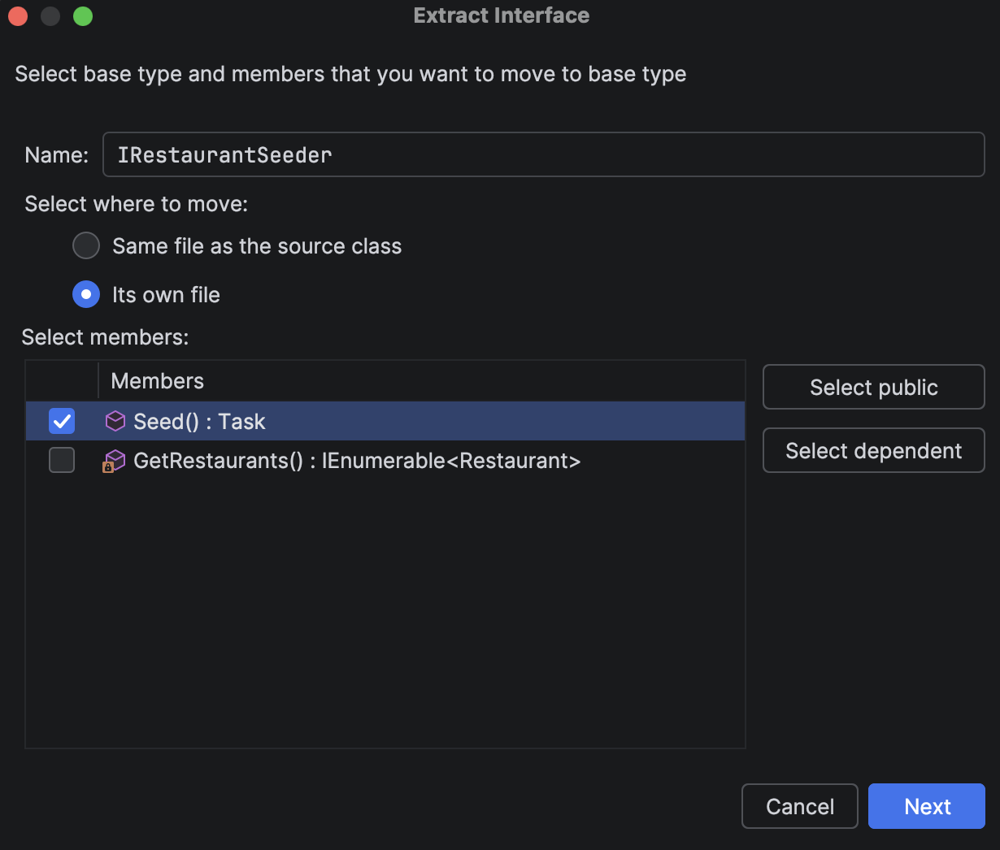 Extract Interface
Select base type and members that you want to move to base type
Name: IRestaurantSeeder
Select where to move:
Same file as the source class
Its own file
Select members:
Members
Select public
Seed() : Task
GetRestaurants() : IEnumerable<Restaurant>
Select dependent
Cancel Next